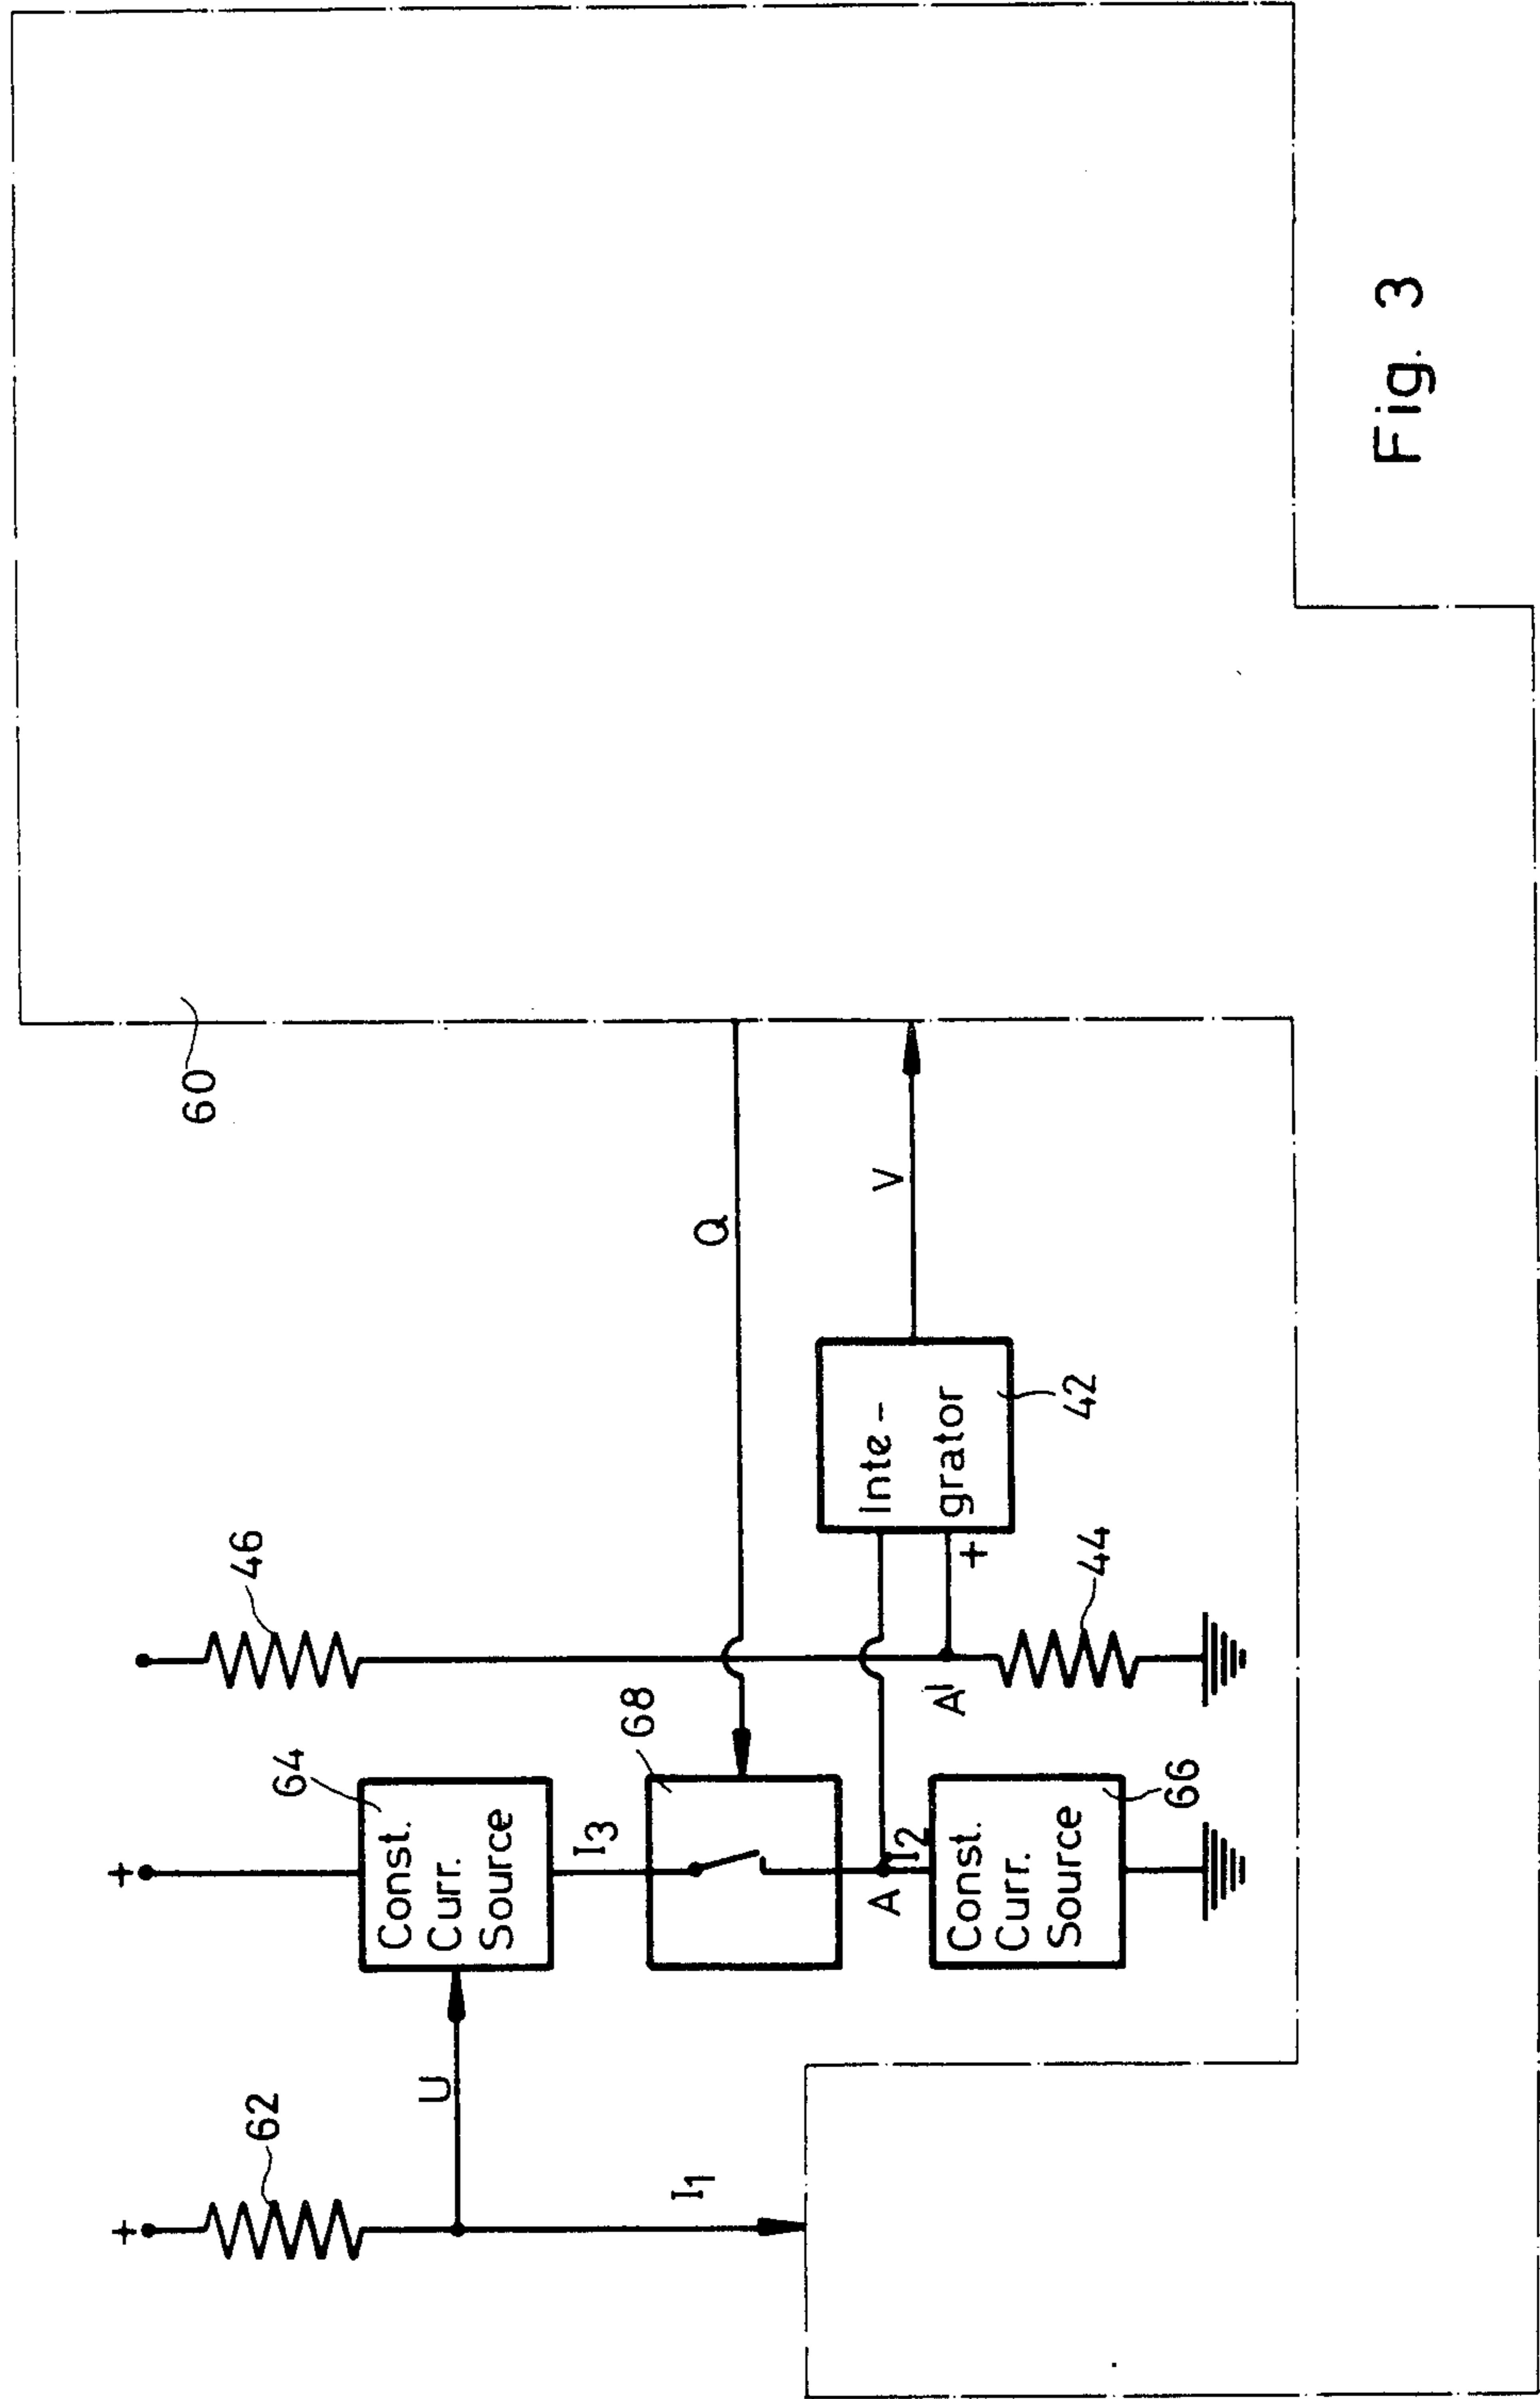 60
46
+
64
+
62
Const.
Curr.
Source
U
I3
68
Q
I1
V
Inte-
grator
42
+
A'
44
A
I2
Const.
Curr.
Source
66
Fig. 3